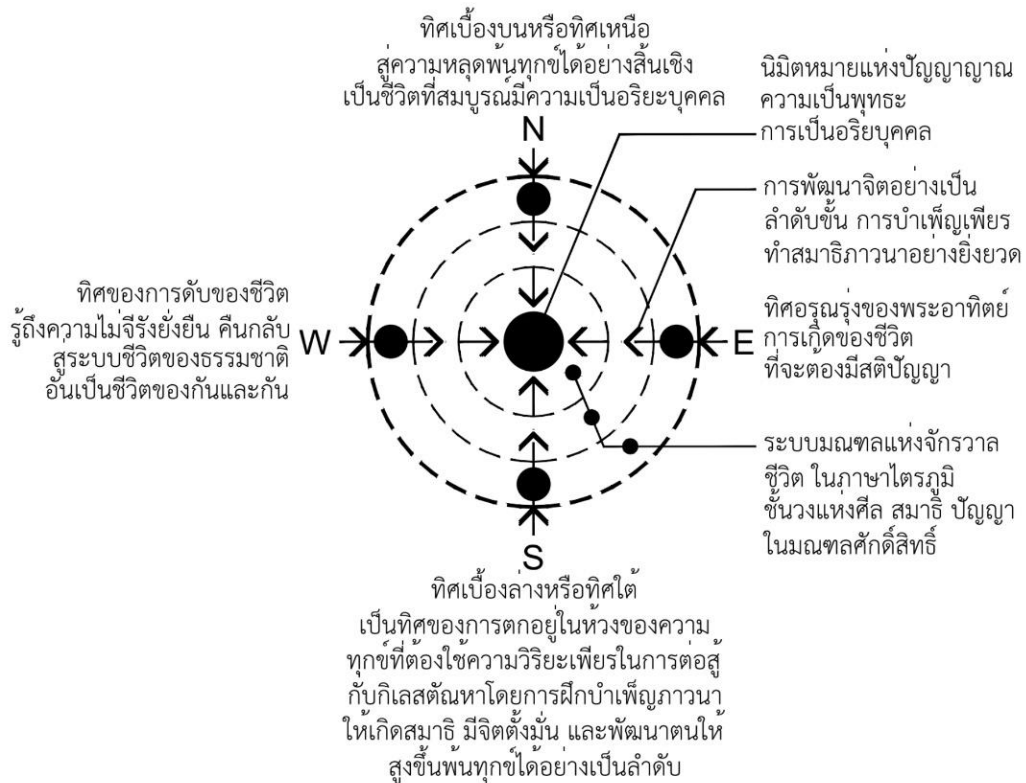 ทิศเบื้องบนหรือทิศเหนือ
สู่ความหลุดพ้นทุกข์ได้อย่างสิ้นเชิง
เป็นชีวิตที่สมบูรณ์มีความเป็นอริยะบุคคล
N
นิมิตหมายแห่งปัญญาญาณ
ความเป็นพุทธะ
การเป็นอริยบุคคล
การพัฒนาจิตอย่างเป็น
ลำดับขั้น การบำเพ็ญเพียร
ทำสมาธิภาวนาอย่างยิ่งยวด
ทิศของการดับของชีวิต
รู้ถึงความไม่จีรังยั่งยืน คืนกลับ
สู่ระบบชีวิตของธรรมชาติ
อันเป็นชีวิตของกันและกัน
W
E
ทิศอรุณรุ่งของพระอาทิตย์
การเกิดของชีวิต
ที่จะต้องมีสติปัญญา
ระบบมณฑลแห่งจักรวาล
ชีวิต ในภาษาไตรภูมิ
ชั้นวงแห่งศีล สมาธิ ปัญญา
ในมณฑลศักดิ์สิทธิ์
S
ทิศเบื้องล่างหรือทิศใต้
เป็นทิศของการตกอยู่ในห้วงของความ
ทุกข์ที่ต้องใช้ความวิริยะเพียรในการต่อสู้
กับกิเลสตัณหาโดยการฝึกบำเพ็ญภาวนา
ให้เกิดสมาธิ มีจิตตั้งมั่น และพัฒนาตนให้
สูงขึ้นพ้นทุกข์ได้อย่างเป็นลำดับ